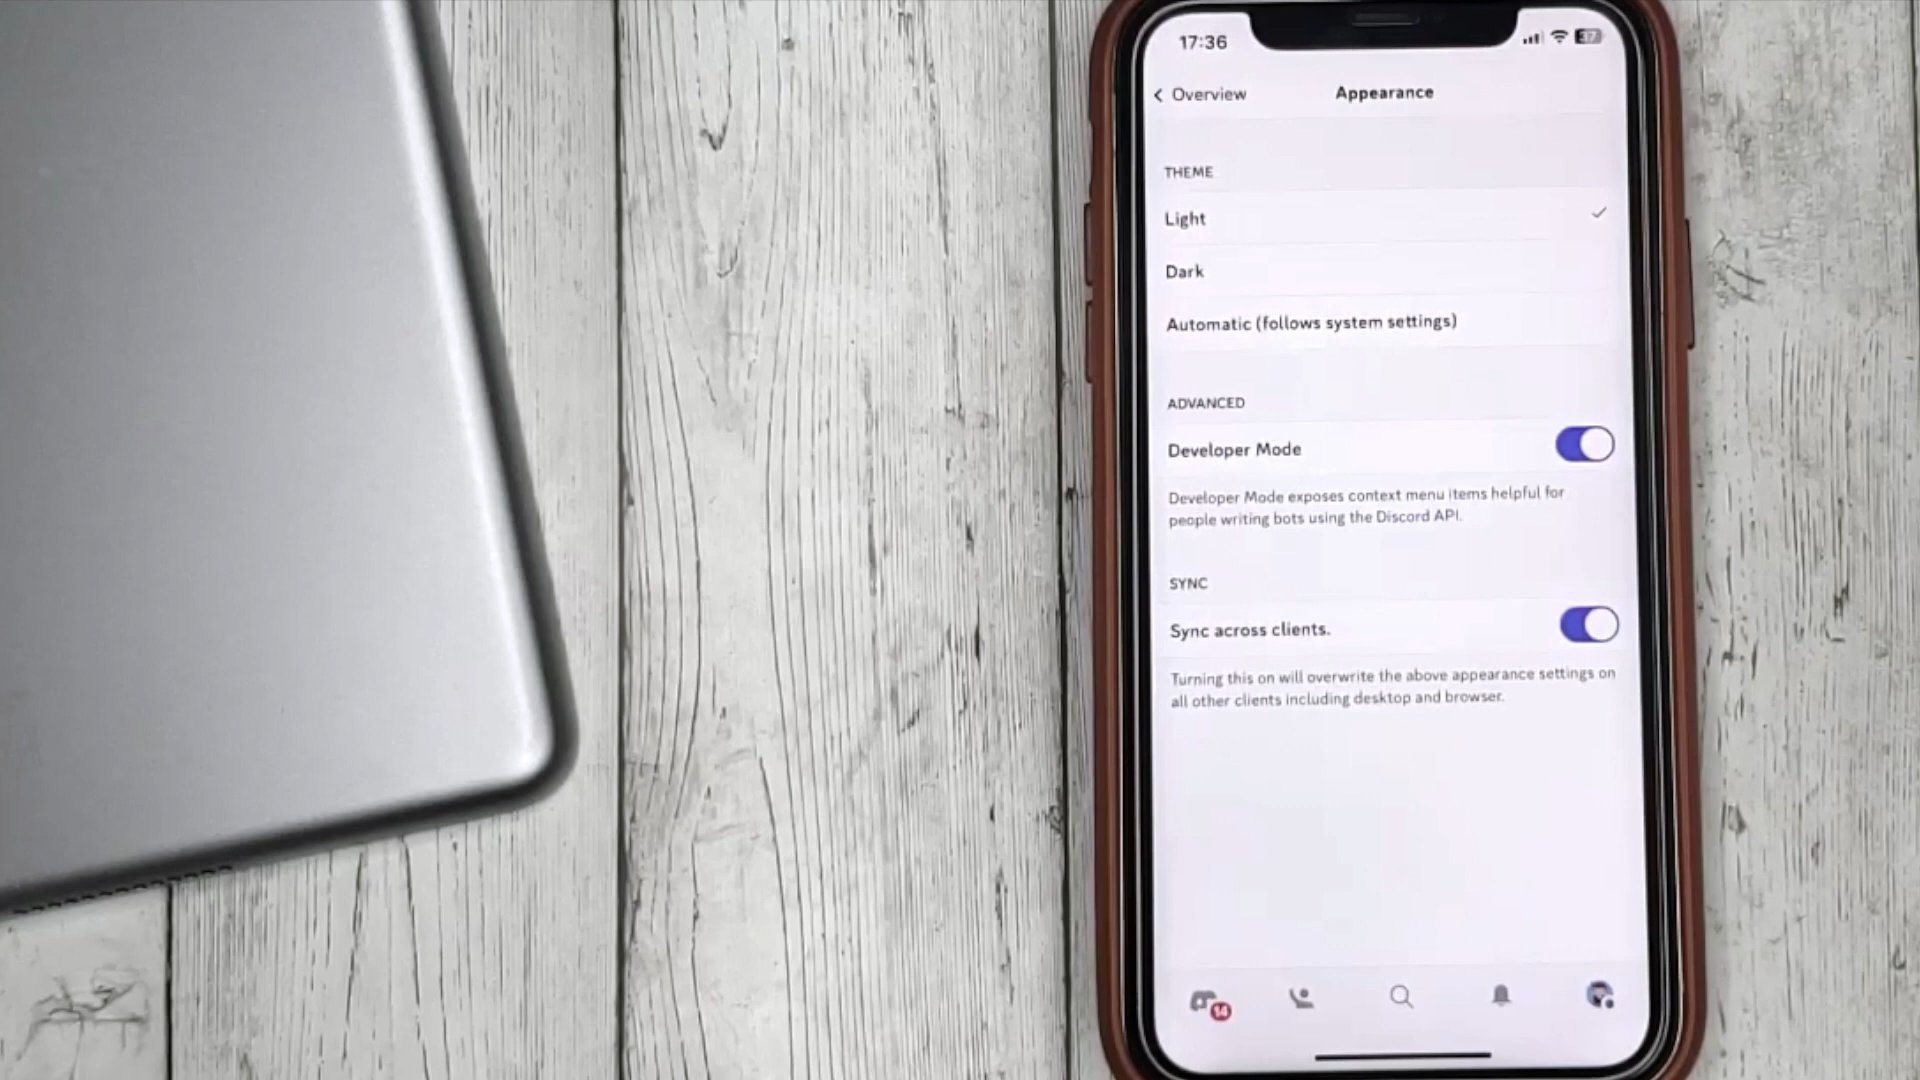 17:36
37
Overview
Appearance
THEME
Light
Dark
Automatic (follows system settings)
ADVANCED
Developer Mode
Developer Mode exposes context menu items helpful for
people writing bots using the Discord API.
SYNC
Sync across clients.
Turning this on will overwrite the above appearance settings on
all other clients including desktop and browser.
14